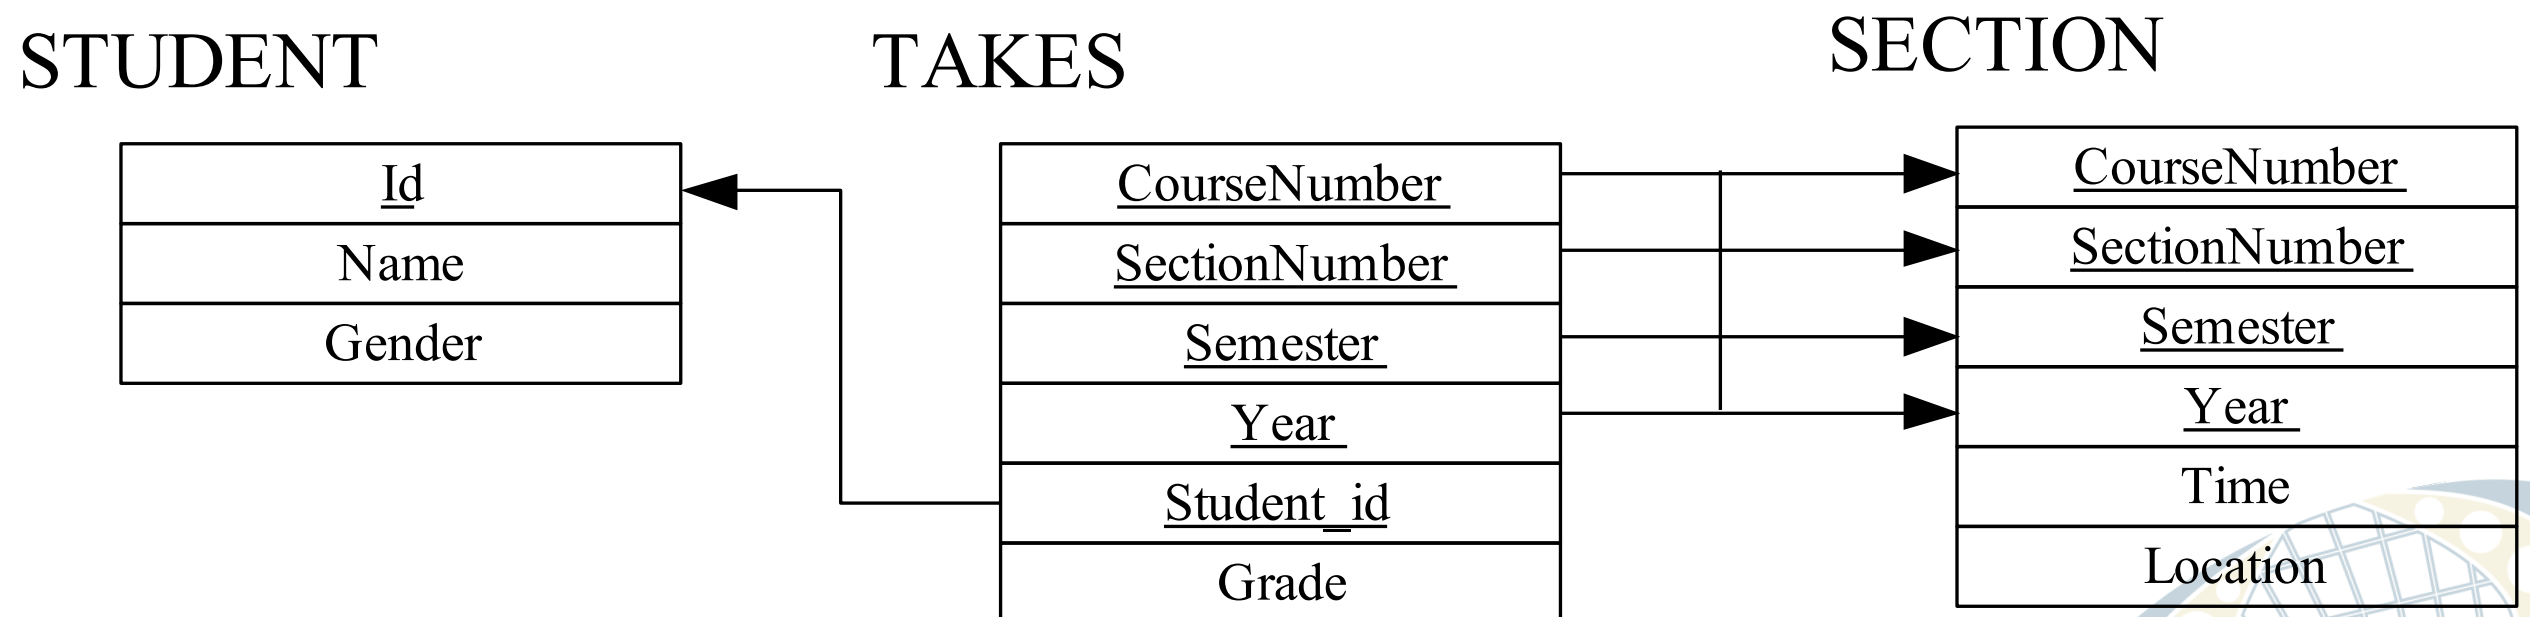 STUDENT
Id
Name
Gender
TAKES
CourseNumber
SectionNumber
Semester
Year
Student_id
Grade
SECTION
CourseNumber
SectionNumber
Semester
Year
Time
Location